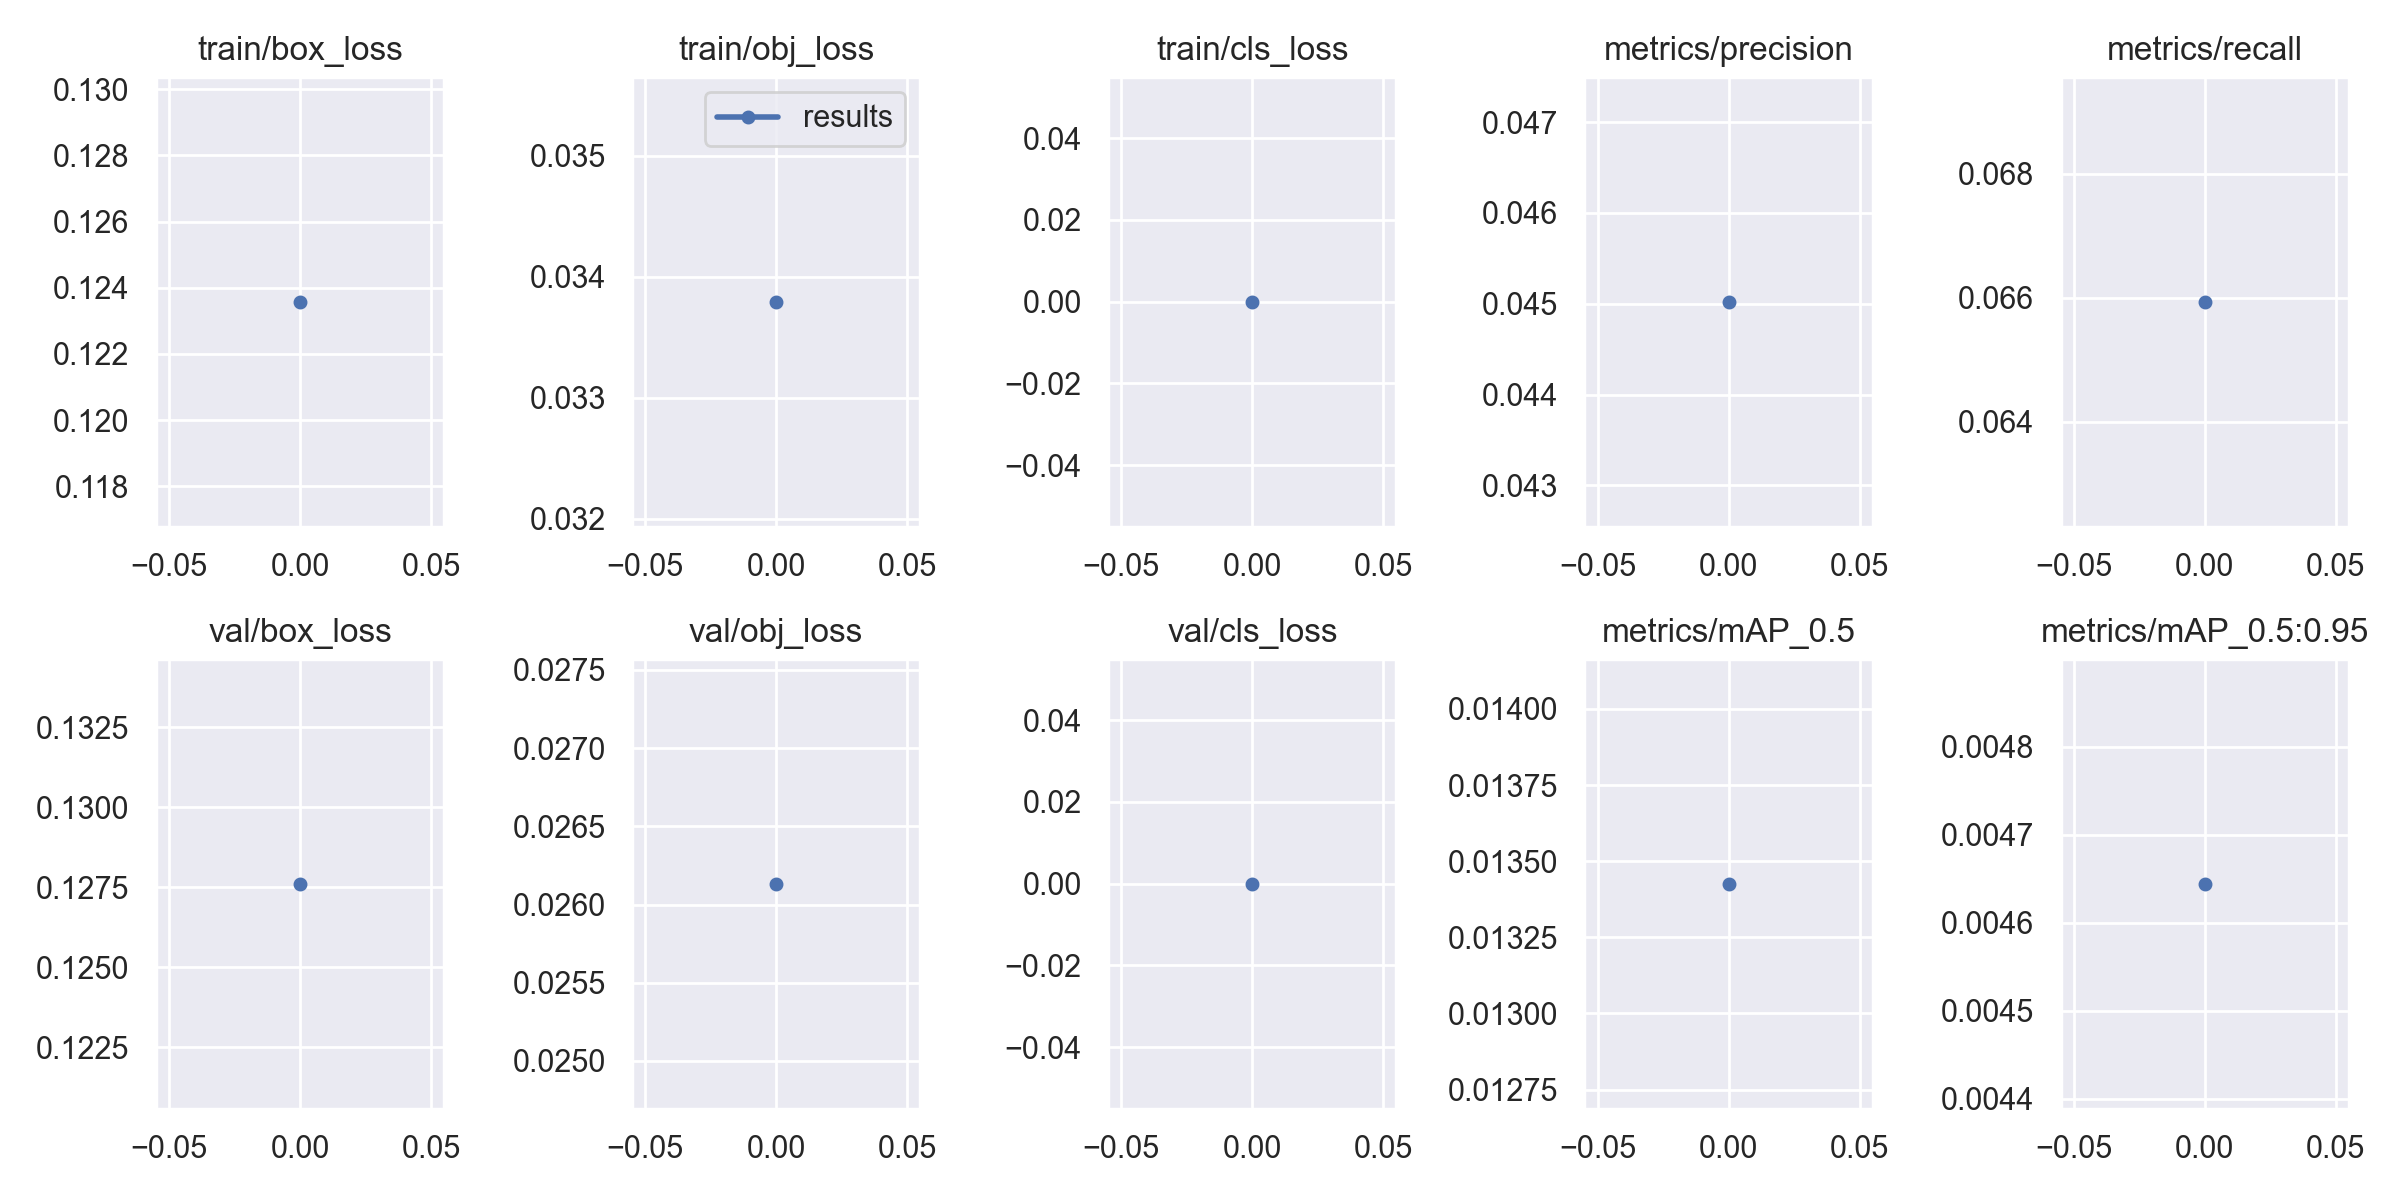 train/box_loss
0.130
0.128
0.126
0.124
0.122
0.120
0.118
−0.05 0.00 0.05
train/obj_loss
results
0.035
0.034
0.033
0.032
−0.05 0.00 0.05
train/cls_loss
0.04
0.02
0.00
−0.02
−0.04
−0.05 0.00 0.05
metrics/precision
0.047
0.046
0.045
0.044
0.043
−0.05 0.00 0.05
metrics/recall
0.068
0.066
0.064
−0.05 0.00 0.05
val/box_loss
0.1325
0.1300
0.1275
0.1250
0.1225
−0.05 0.00 0.05
val/obj_loss
0.0275
0.0270
0.0265
0.0260
0.0255
0.0250
−0.05 0.00 0.05
val/cls_loss
0.04
0.02
0.00
−0.02
−0.04
−0.05 0.00 0.05
metrics/mAP_0.5
0.01400
0.01375
0.01350
0.01325
0.01300
0.01275
−0.05 0.00 0.05
metrics/mAP_0.5:0.95
0.0048
0.0047
0.0046
0.0045
0.0044
−0.05 0.00 0.05